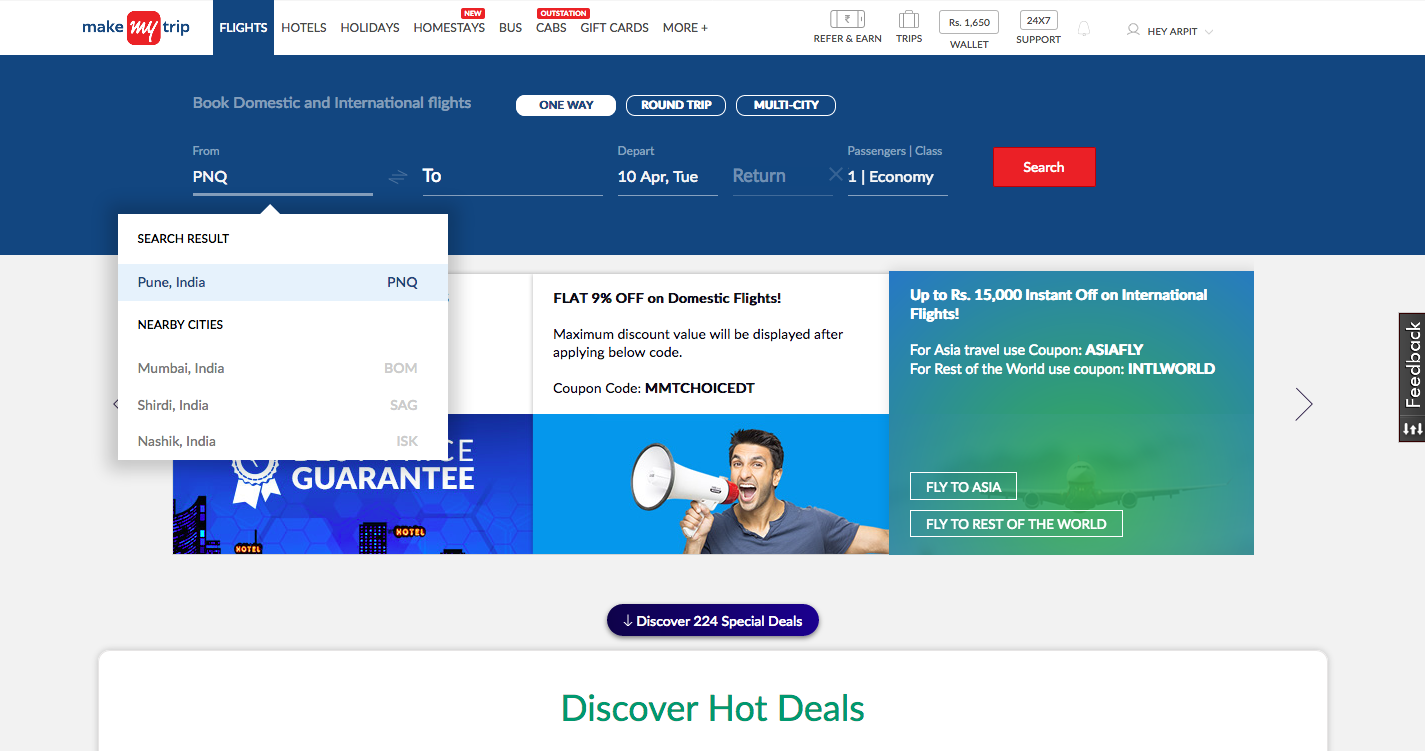 make my trip
FLIGHTS
HOTELS
HOLIDAYS
NEW
HOMESTAYS
BUS
OUTSTATION
CABS
GIFT CARDS
MORE +
₹
REFER & EARN
TRIPS
Rs. 1,650
WALLET
24X7
SUPPORT
HEY ARPIT
Book Domestic and International flights
ONE WAY
ROUND TRIP
MULTI-CITY
From
PNQ
To
Depart
10 Apr, Tue
Return
Passengers | Class
1 | Economy
Search
SEARCH RESULT
Pune, India PNQ
NEARBY CITIES
Mumbai, India BOM
Shirdi, India SAG
Nashik, India ISK
GUARANTEE
HOTEL
HOTEL
FLAT 9% OFF on Domestic Flights!
Maximum discount value will be displayed after
applying below code.
Coupon Code: MMTCHOICEDT
Up to Rs. 15,000 Instant Off on International
Flights!
For Asia travel use Coupon: ASIAFLY
For Rest of the World use coupon: INTLWORLD
FLY TO ASIA
FLY TO REST OF THE WORLD
Feedback
Discover 224 Special Deals
Discover Hot Deals